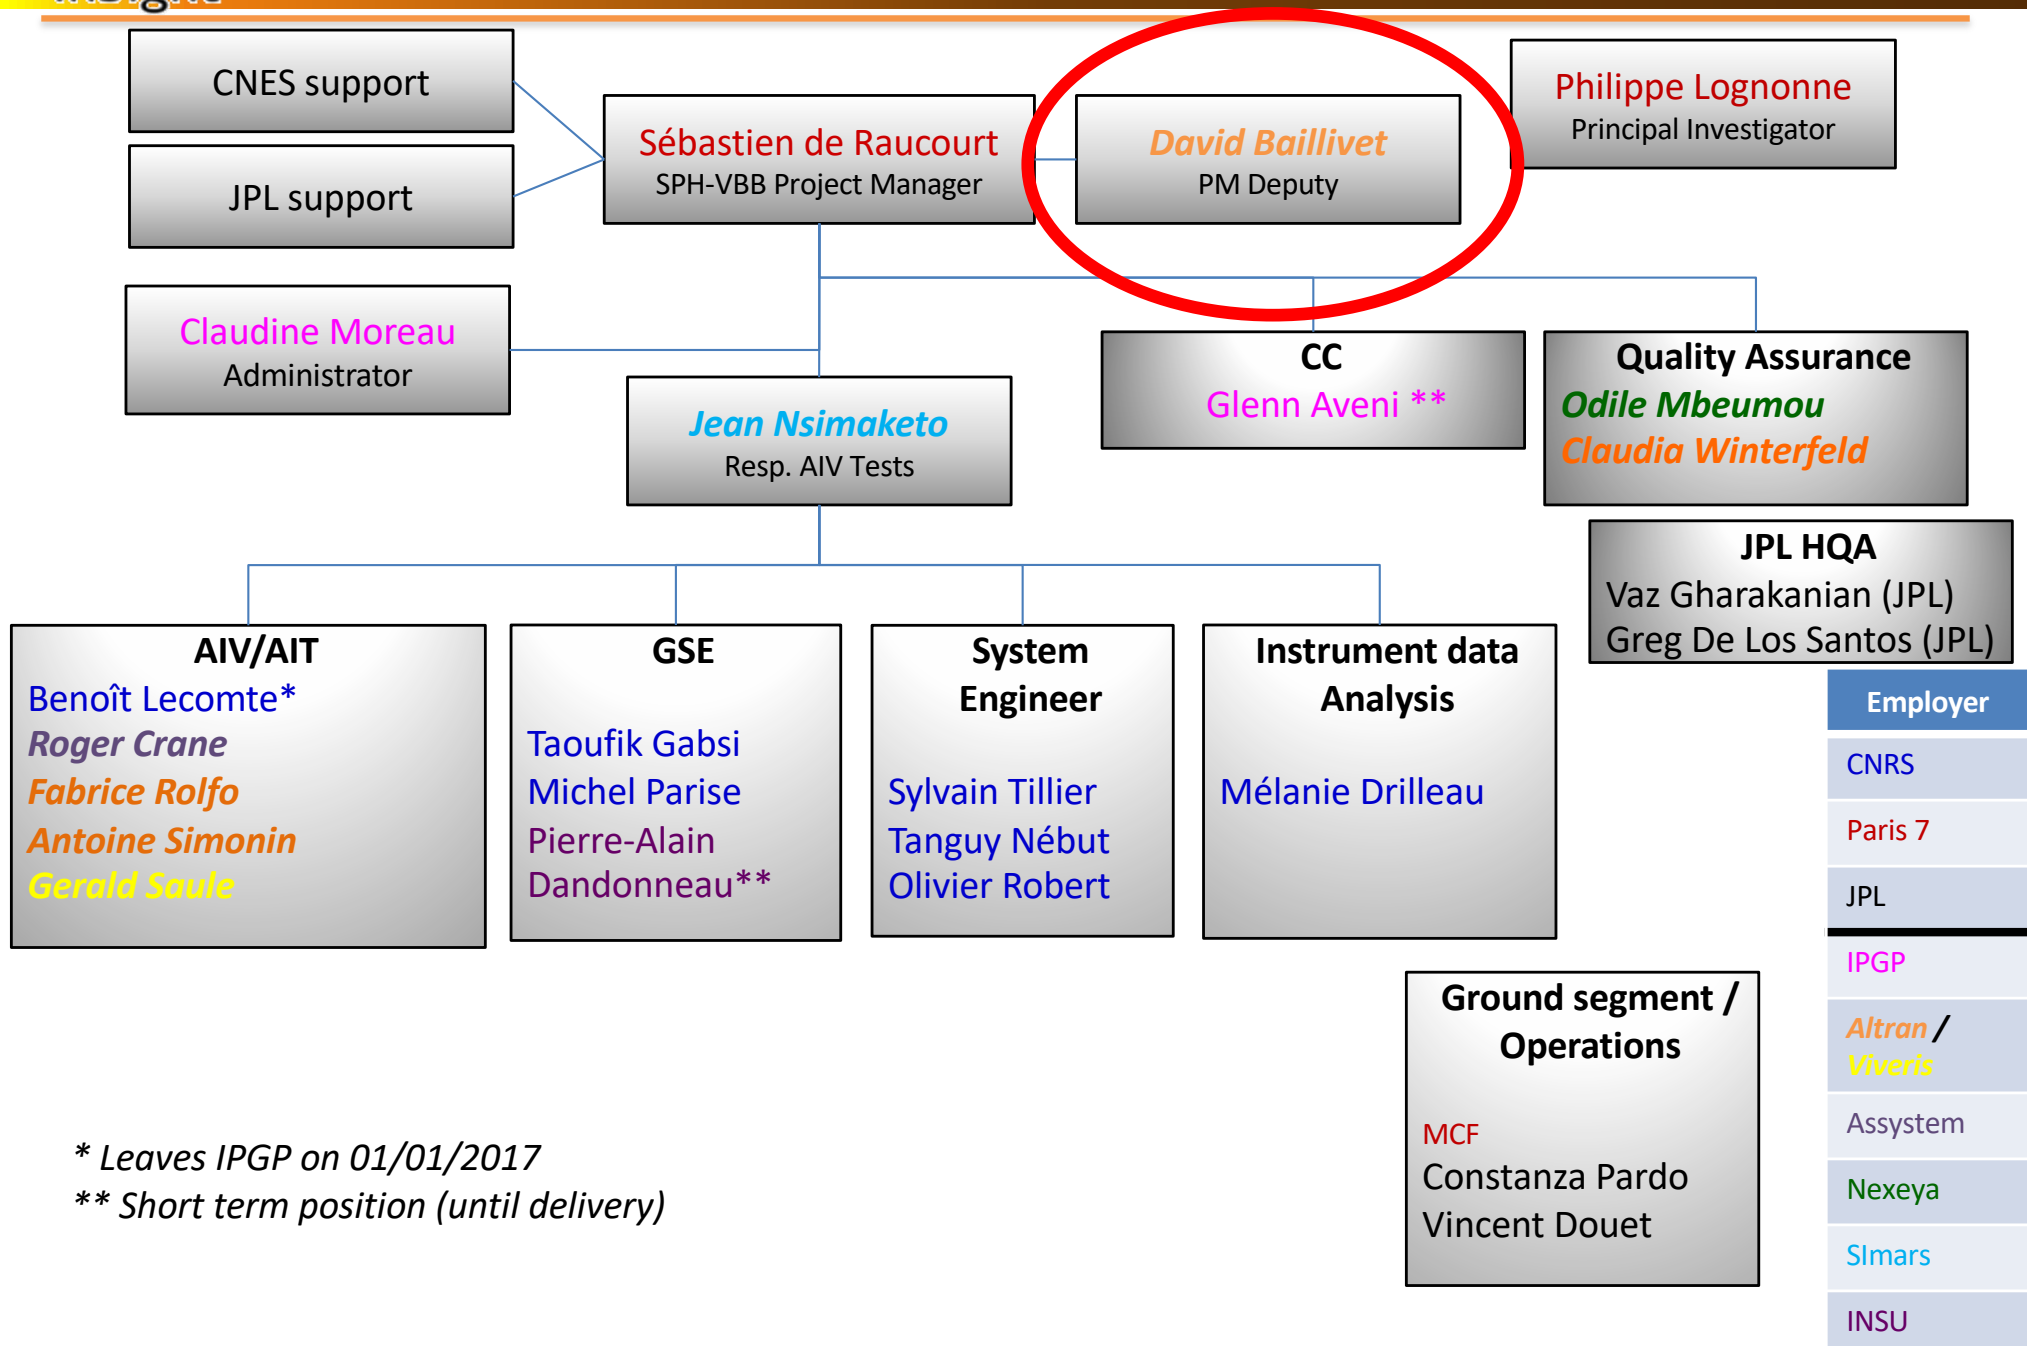 CNES support
JPL support
Sébastien de Raucourt
SPH-VBB Project Manager
David Baillivet
PM Deputy
Philippe Lognonne
Principal Investigator
Claudine Moreau
Administrator
Jean Nsimaketo
Resp. AIV Tests
CC
Glenn Aveni **
Quality Assurance
Odile Mbeumou
Claudia Winterfeld
JPL HQA
Vaz Gharakanian (JPL)
Greg De Los Santos (JPL)
AIV/AIT
Benoît Lecomte*
Roger Crane
Fabrice Rolfo
Antoine Simonin
Gerald Saule
GSE
Taoufik Gabsi
Michel Parise
Pierre-Alain
Dandonneau**
System
Engineer
Sylvain Tillier
Tanguy Nébut
Olivier Robert
Instrument data
Analysis
Mélanie Drilleau
Ground segment /
Operations
MCF
Constanza Pardo
Vincent Douet
Employer
CNRS
Paris 7
JPL
IPGP
Altran /
Viveris
Assystem
Nexeya
SImars
INSU
* Leaves IPGP on 01/01/2017
** Short term position (until delivery)